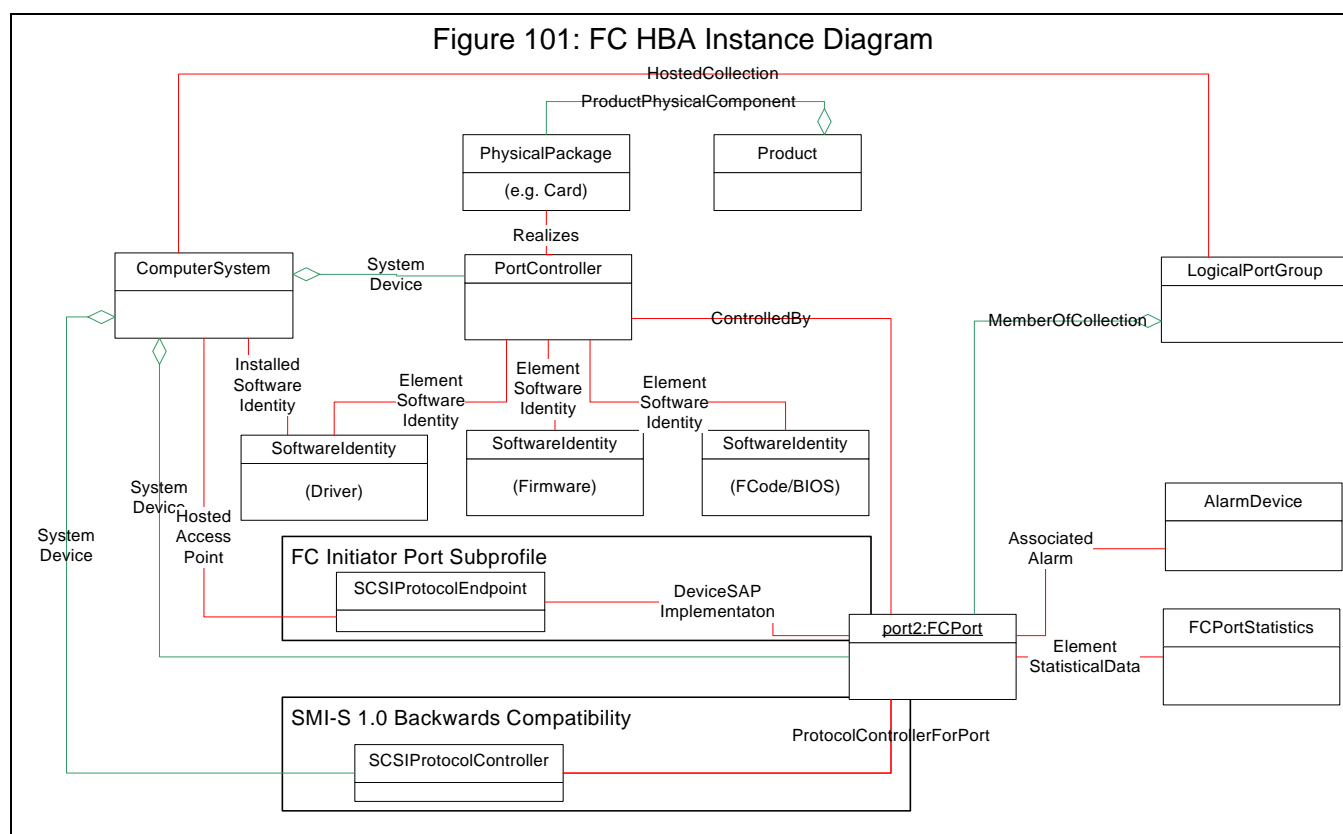 Figure 101: FC HBA Instance Diagram
HostedCollection
ProductPhysicalComponent
PhysicalPackage
(e.g. Card)
Product
Realizes
ComputerSystem
System
Device
PortController
LogicalPortGroup
ControlledBy
MemberOfCollection
Installed
Software
Identity
Element
Software
Identity
Element
Software
Identity
Element
Software
Identity
SoftwareIdentity
(Driver)
SoftwareIdentity
(Firmware)
SoftwareIdentity
(FCode/BIOS)
System
Device
System
Device
Hosted
Access
Point
AlarmDevice
Associated
Alarm
FC Initiator Port Subprofile
SCSIProtocolEndpoint
DeviceSAP
Implementaton
port2:FCPort
FCPortStatistics
Element
StatisticalData
SMI-S 1.0 Backwards Compatibility
SCSIProtocolController
ProtocolControllerForPort